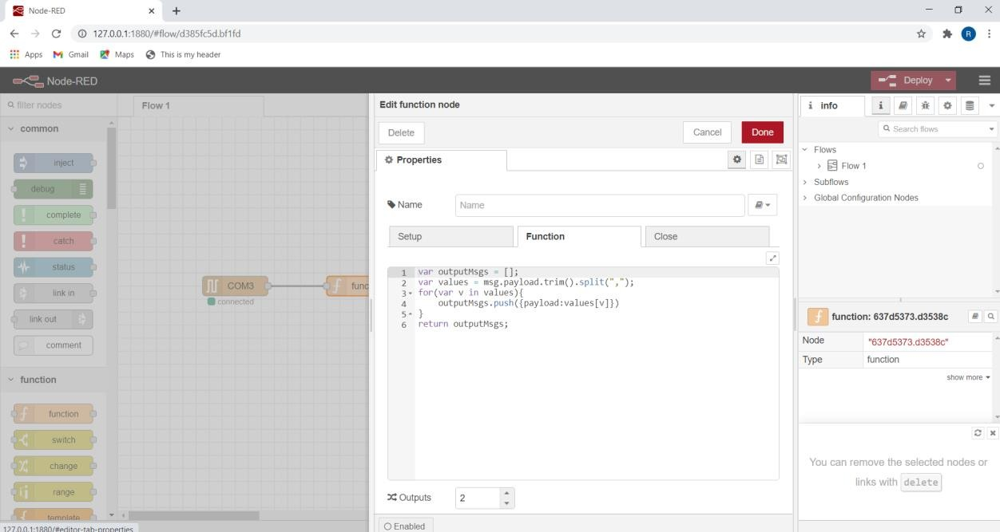 Node-RED
127.0.0.1:1880/#flow/d385fc5d.bf1fd
R
Apps Gmail Maps This is my header
Node-RED Deploy
filter nodes
Flow 1
Edit function node
info
Delete Cancel Done
Search flows
common
Properties
Flows
Flow 1
Subflows
Global Configuration Nodes
inject
debug
complete
catch
status
link in
link out
comment
COM3
connected
func
Name Name
Setup Function Close
1 var outputMsgs = [];
2 var values = msg.payload.trim().split(",");
3 for(var v in values){
4 outputMsgs.push({payload:values[v]})
5 }
6 return outputMsgs;
function: 637d5373.d3538c
Node "637d5373.d3538c"
Type function
show more
function
function
switch
change
range
template
Outputs 2
Enabled
You can remove the selected nodes or
links with delete
127.0.0.1:1880/#editor-tab-properties